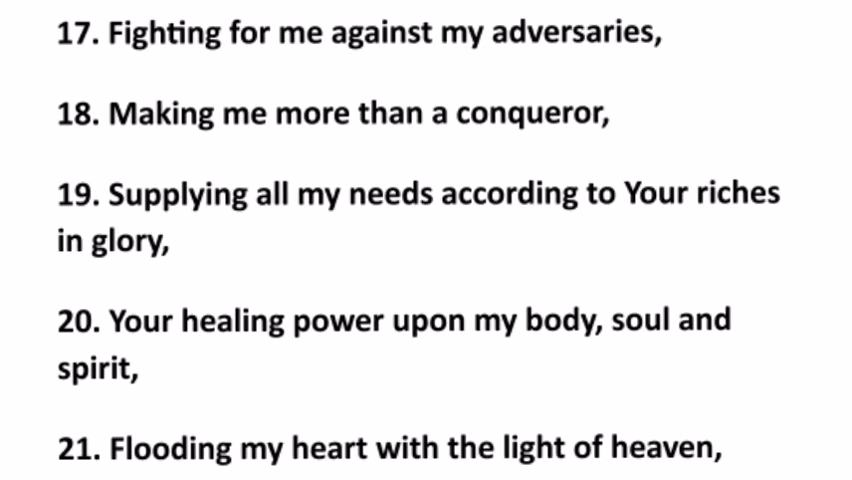 17. Fighting for me against my adversaries,
18. Making me more than a conqueror,
19. Supplying all my needs according to Your riches
in glory,
20. Your healing power upon my body, soul and
spirit,
21. Flooding my heart with the light of heaven,